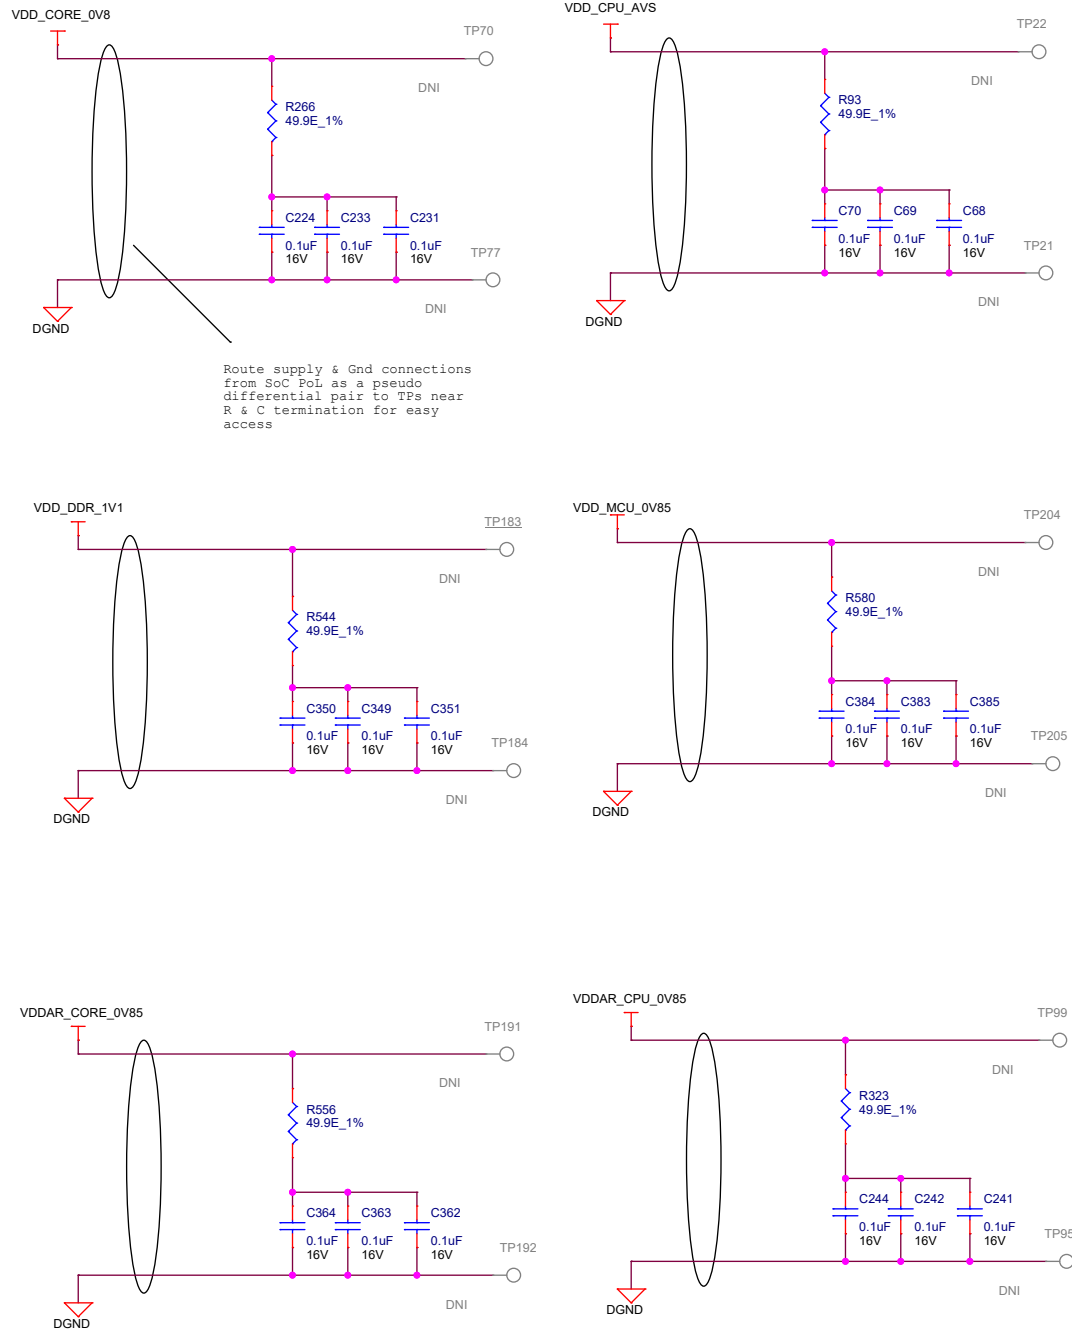 VDD_CORE_0V8
TP70
DNI
R266
49.9E_1%
C224 C233 C231
0.1uF 0.1uF 0.1uF
16V 16V 16V
TP77
DNI
DGND
Route supply & Gnd connections
from SoC PoL as a pseudo
differential pair to TPs near
R & C termination for easy
access
VDD_CPU_AVS
TP22
DNI
R93
49.9E_1%
C70 C69 C68
0.1uF 0.1uF 0.1uF
16V 16V 16V
TP21
DNI
DGND
VDD_DDR_1V1
TP183
DNI
R544
49.9E_1%
C350 C349 C351
0.1uF 0.1uF 0.1uF
16V 16V 16V
TP184
DNI
DGND
VDD_MCU_0V85
TP204
DNI
R580
49.9E_1%
C384 C383 C385
0.1uF 0.1uF 0.1uF
16V 16V 16V
TP205
DNI
DGND
VDDAR_CORE_0V85
TP191
DNI
R556
49.9E_1%
C364 C363 C362
0.1uF 0.1uF 0.1uF
16V 16V 16V
TP192
DNI
DGND
VDDAR_CPU_0V85
TP99
DNI
R323
49.9E_1%
C244 C242 C241
0.1uF 0.1uF 0.1uF
16V 16V 16V
TP95
DNI
DGND